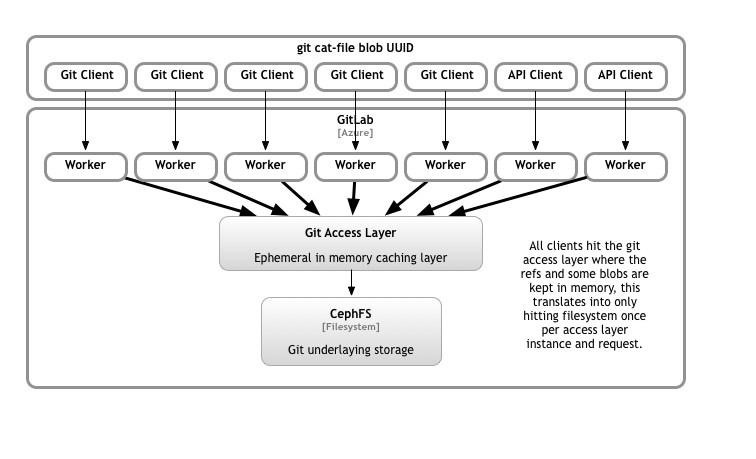 git cat-file blob UUID
Git Client Git Client Git Client Git Client Git Client API Client API Client
GitLab
[Azure]
Worker Worker Worker Worker Worker Worker Worker
Git Access Layer
Ephemeral in memory caching layer
CephFS
[Filesystem]
Git underlaying storage
All clients hit the git
access layer where the
refs and some blobs are
kept in memory, this
translates into only
hitting filesystem once
per access layer
instance and request.